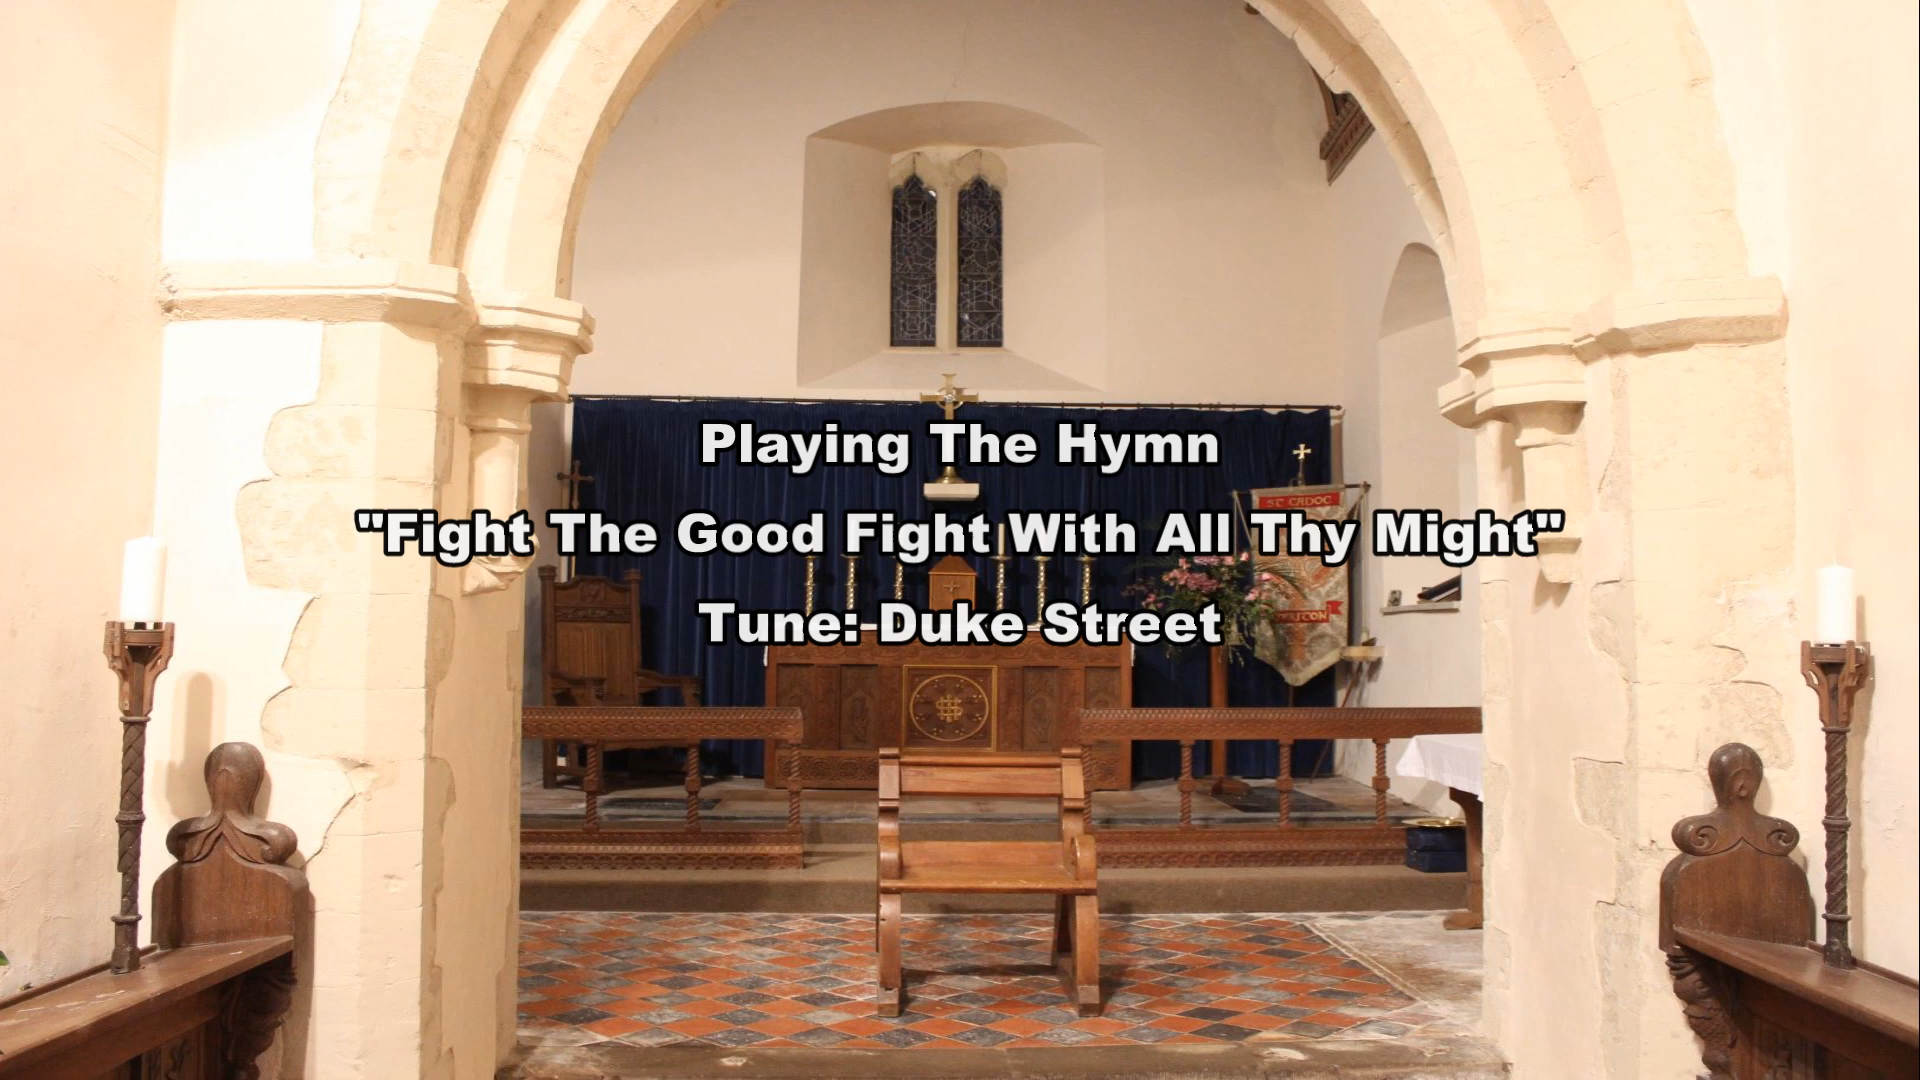 Playing The Hymn
"Fight The Good Fight With All Thy Might"
Tune: Duke Street
ST CADOC